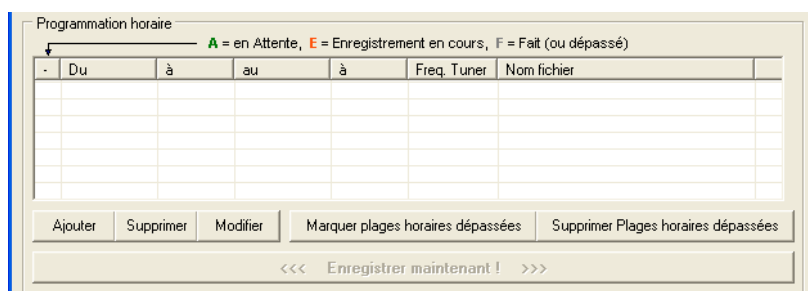 Programmation horaire
A = en Attente, E = Enregistrement en cours, F = Fait (ou dépassé)
- Du à au à Freq. Tuner Nom fichier
Ajouter Supprimer Modifier Marquer plages horaires dépassées Supprimer Plages horaires dépassées
<<< Enregistrer maintenant ! >>>